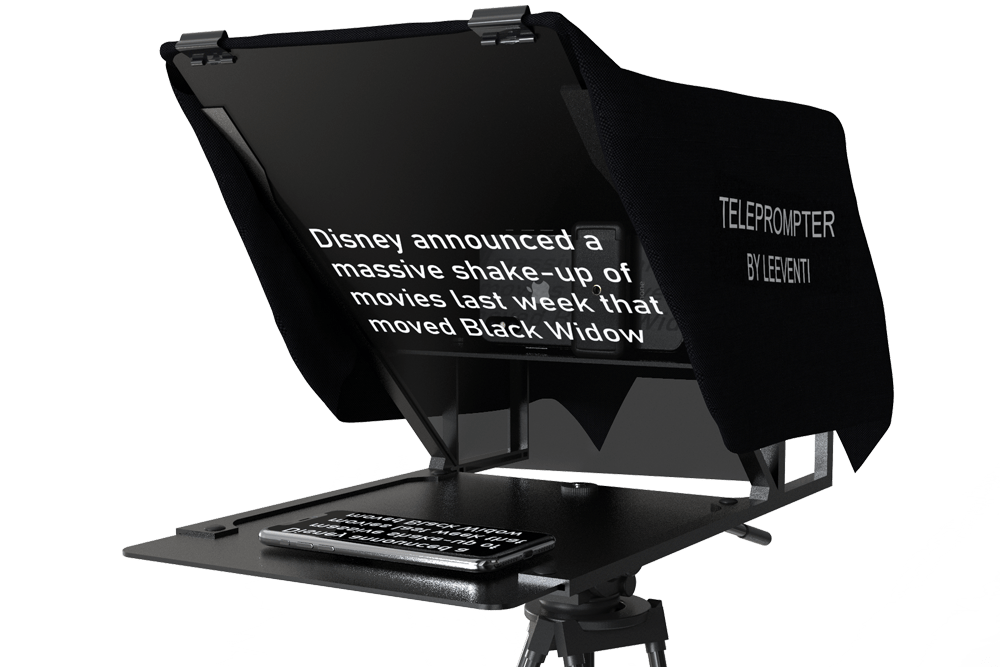 Disney announced a
massive shake-up of
movies last week that
moved Black Widow
TELEPROMPTER
BY LEEVENTI